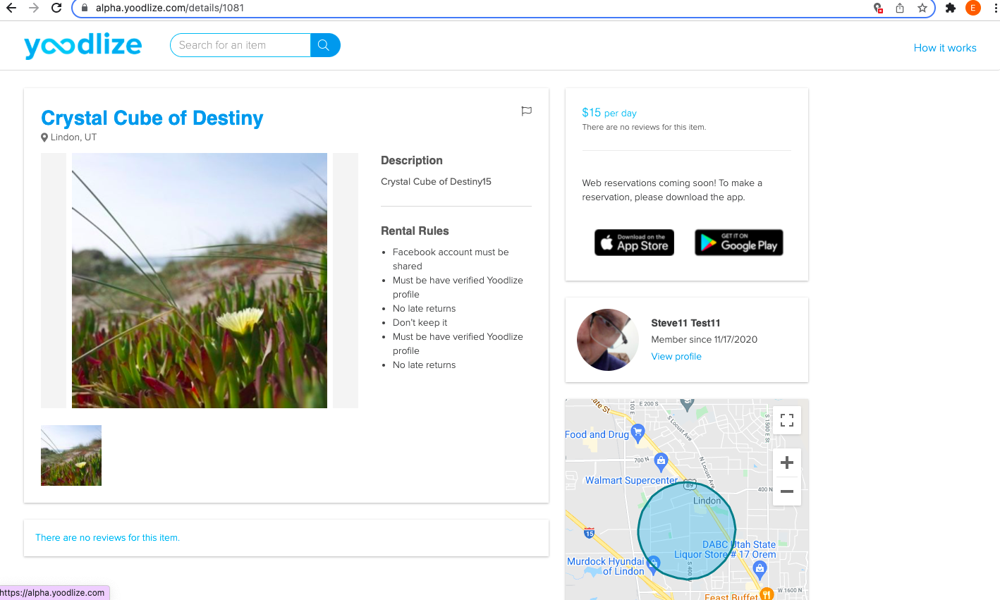 alpha.yoodlize.com/details/1081
E
yoodlize
Search for an item
How it works
Crystal Cube of Destiny
Lindon, UT
Description
Crystal Cube of Destiny15
Rental Rules
Facebook account must be
shared
Must be have verified Yoodlize
profile
No late returns
Don't keep it
Must be have verified Yoodlize
profile
No late returns
There are no reviews for this item.
$15 per day
There are no reviews for this item.
Web reservations coming soon! To make a
reservation, please download the app.
Download on the
App Store
GET IT ON
Google Play
Steve11 Test11
Member since 11/17/2020
View profile
ate St
100 E
E 200 S
S Locust Ave
S 1500 E St
Food and Drug
700 N
N Locust Ave
Walmart Supercenter
89
400 N
Lindon
15
DABC Utah State
Liquor Store # 17 Orem
Murdock Hyundai
of Lindon
S 400 W
W 1600 N
Feast Buffet
https://alpha.yoodlize.com